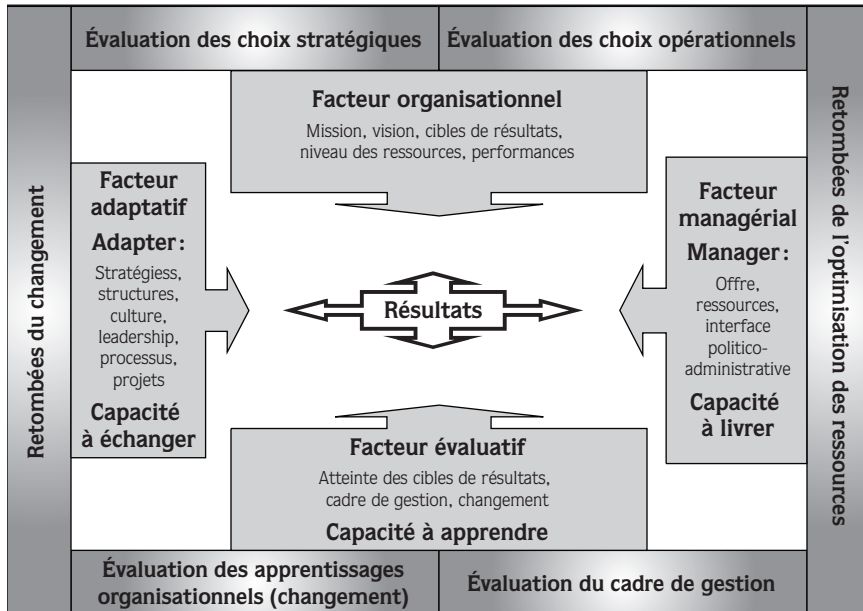 Évaluation des choix stratégiques
Évaluation des choix opérationnels
Retombées du changement
Facteur organisationnel
Mission, vision, cibles de résultats,
niveau des ressources, performances
Facteur
adaptatif
Adapter :
Stratégiess,
structures,
culture,
leadership,
processus,
projets
Capacité
à échanger
Résultats
Facteur
managérial
Manager :
Offre,
ressources,
interface
politico-
administrative
Capacité
à livrer
Retombées de l'optimisation des ressources
Facteur évaluatif
Atteinte des cibles de résultats,
cadre de gestion, changement
Capacité à apprendre
Évaluation des apprentissages
organisationnels (changement)
Évaluation du cadre de gestion